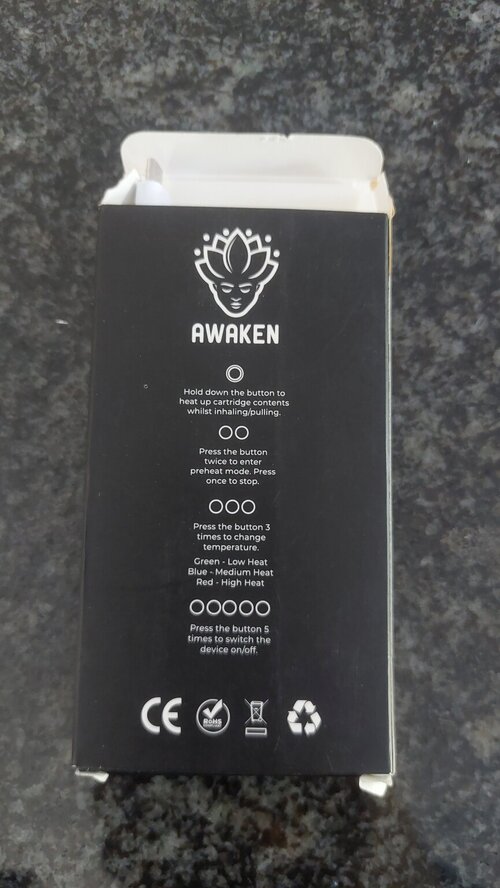 AWAKEN
Hold down the button to
heat up cartridge contents
whilst inhaling/pulling.
Press the button
twice to enter
preheat mode. Press
once to stop.
Press the button 3
times to change
temperature.
Green - Low Heat
Blue - Medium Heat
Red - High Heat
Press the button 5
times to switch the
device on/off.
CE
RoHS